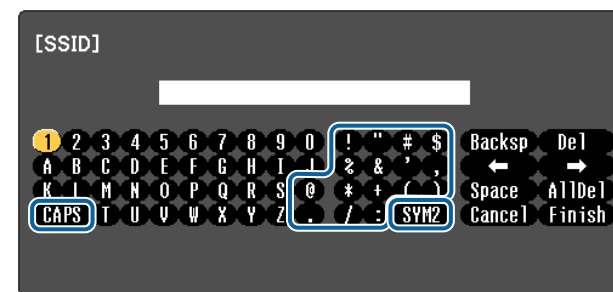 [SSID]
1 2 3 4 5 6 7 8 9 0 ! " # $ Backsp Del
A B C D E F G H I J % & ' , ← →
K L M N O P Q R S @ * + ( ) Space AllDel
CAPS T U V W X Y Z . / : SYM2 Cancel Finish